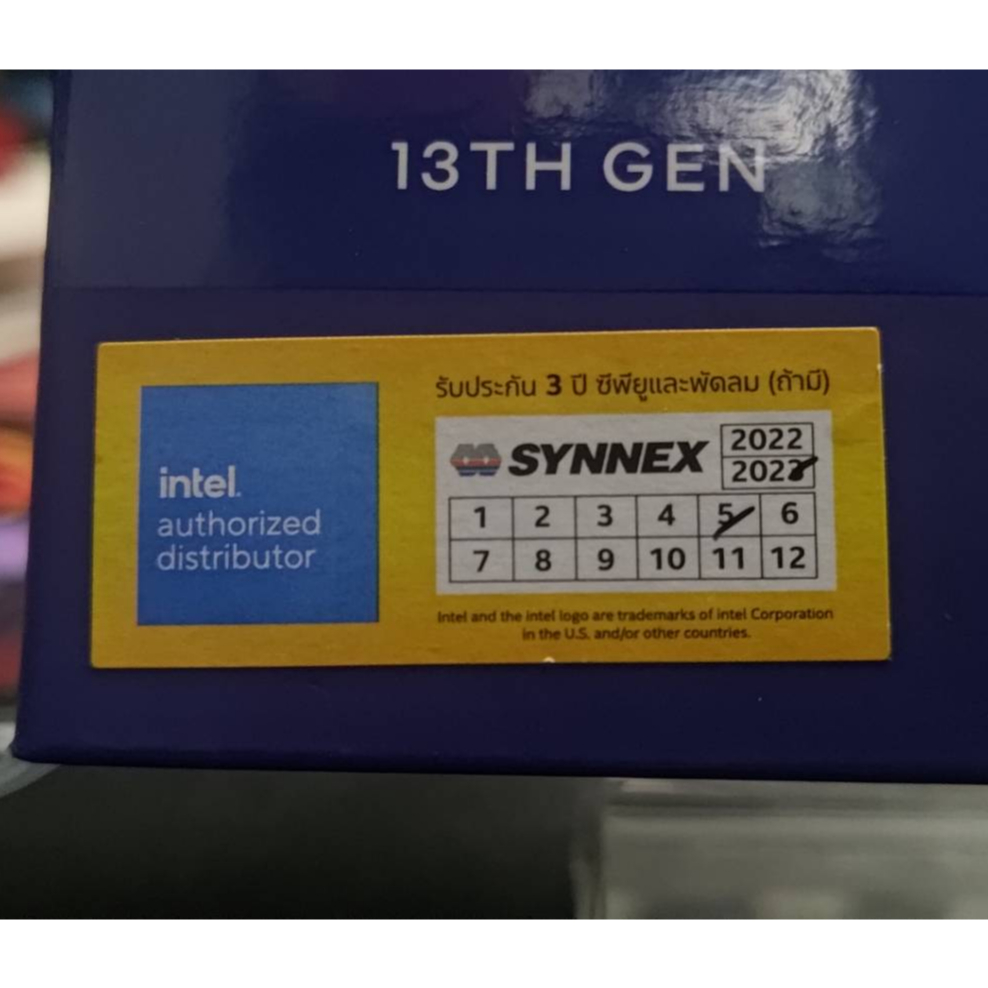 13TH GEN
รับประกัน 3 ปี ซีพียูและพัดลม (ถ้ามี)
intel.
authorized
distributor
SYNNEX
2022
2023
1 2 3 4 5 6
7 8 9 10 11 12
Intel and the intel logo are trademarks of intel Corporation
in the U.S. and/or other countries.